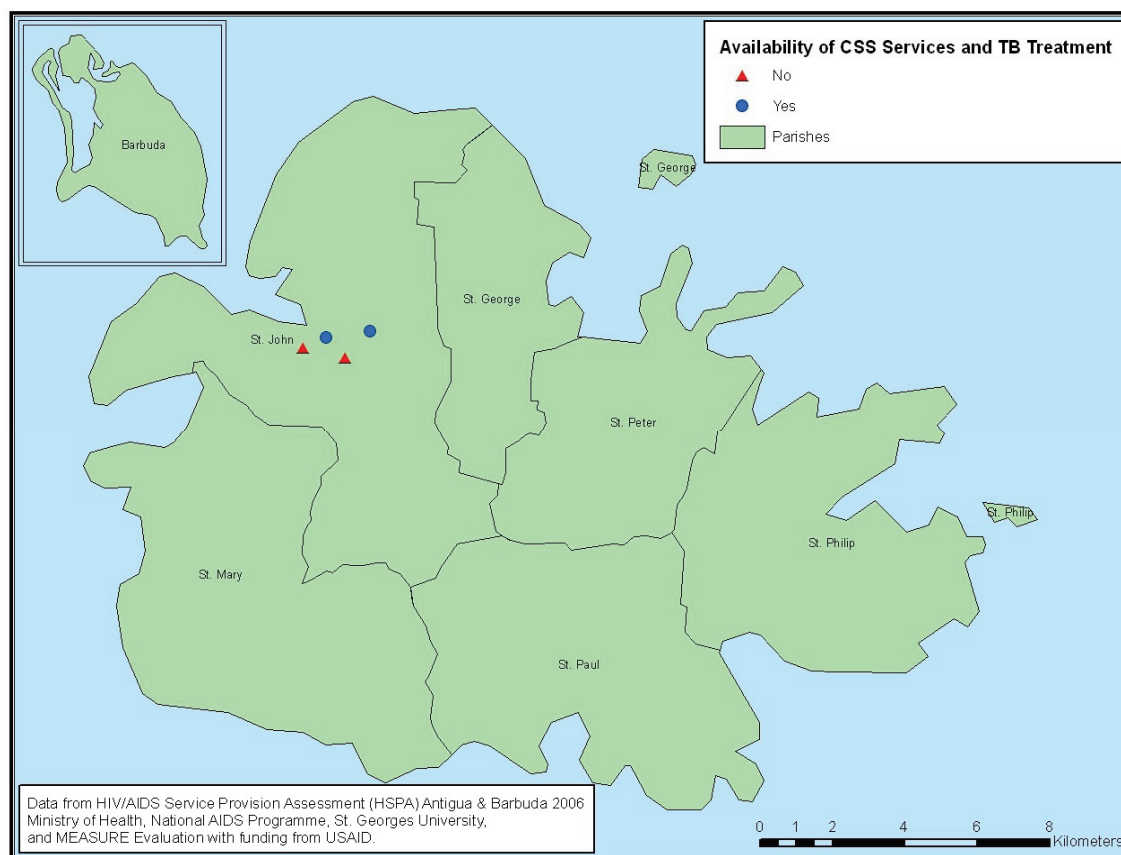 Availability of CSS Services and TB Treatment
No
Yes
Parishes
Barbuda
St. George
St. George
St. John
St. Peter
St. Philip
St. Philip
St. Mary
St. Paul
Data from HIV/AIDS Service Provision Assessment (HSPA) Antigua & Barbuda 2006
Ministry of Health, National AIDS Programme, St. Georges University,
and MEASURE Evaluation with funding from USAID.
0 1 2 4 6 8
Kilometers